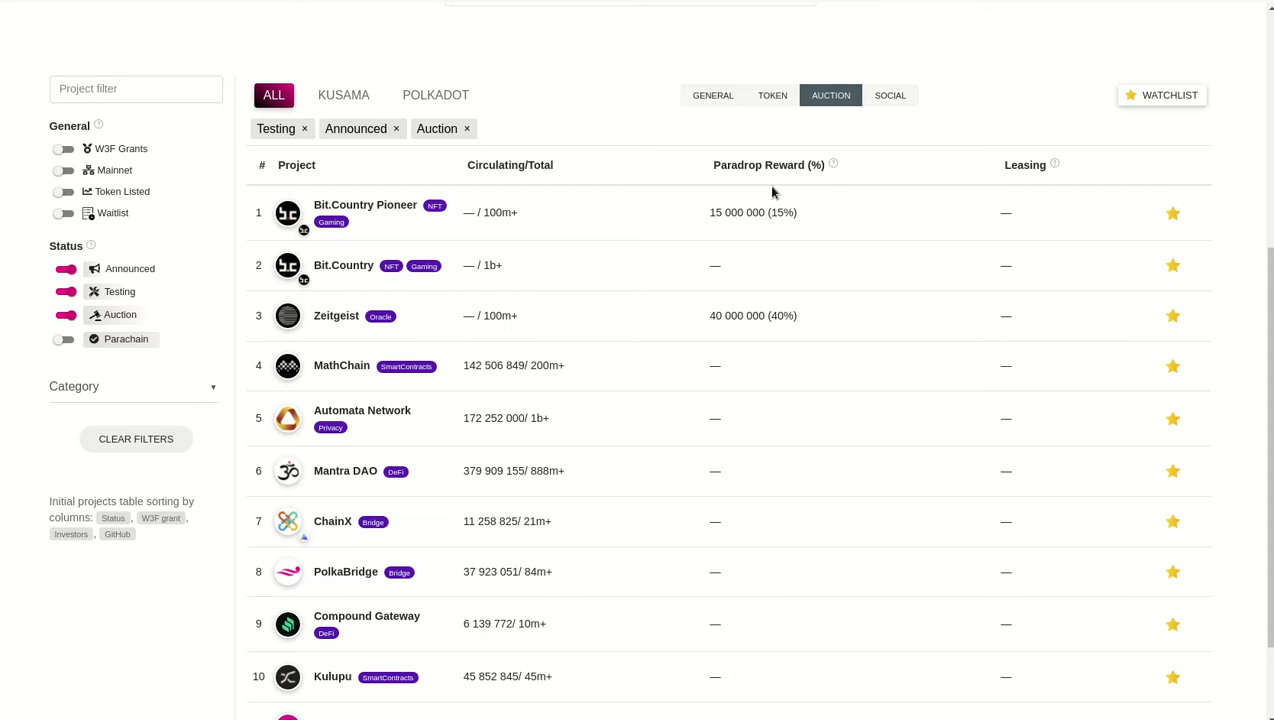 Project filter
ALL KUSAMA POLKADOT
GENERAL TOKEN AUCTION SOCIAL
WATCHLIST
Testing × Announced × Auction ×
General ?
W3F Grants
Mainnet
Token Listed
Waitlist
Status ?
Announced
Testing
Auction
Parachain
Category
CLEAR FILTERS
Initial projects table sorting by
columns: Status , W3F grant ,
Investors , GitHub
# Project Circulating/Total Paradrop Reward (%) ? Leasing ?
1 Bit.Country Pioneer NFT
Gaming
— / 100m+ 15 000 000 (15%) —
2 Bit.Country NFT Gaming — / 1b+ — —
3 Zeitgeist Oracle — / 100m+ 40 000 000 (40%) —
4 MathChain SmartContracts 142 506 849/ 200m+ — —
5 Automata Network
Privacy
172 252 000/ 1b+ — —
6 Mantra DAO DeFi 379 909 155/ 888m+ — —
7 ChainX Bridge 11 258 825/ 21m+ — —
8 PolkaBridge Bridge 37 923 051/ 84m+ — —
9 Compound Gateway
DeFi
6 139 772/ 10m+ — —
10 Kulupu SmartContracts 45 852 845/ 45m+ — —